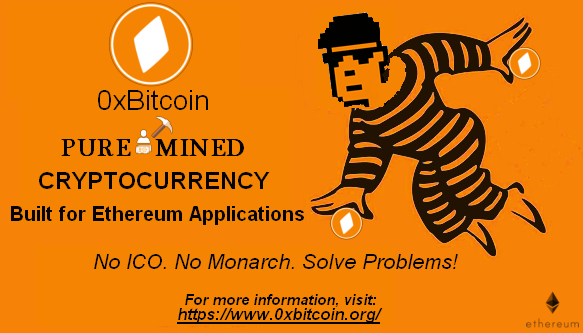 0xBitcoin
PURE MINED
CRYPTOCURRENCY
Built for Ethereum Applications
No ICO. No Monarch. Solve Problems!
For more information, visit:
https://www.0xbitcoin.org/
ethereum